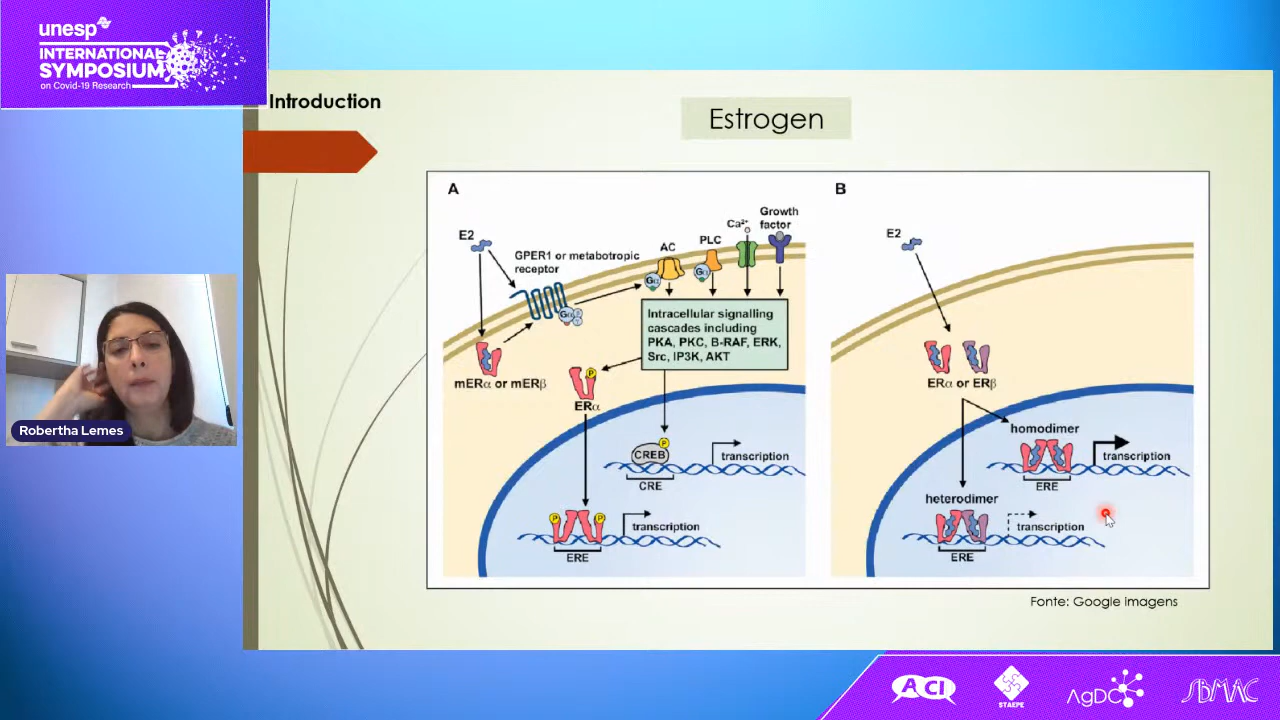 unesp
INTERNATIONAL
SYMPOSIUM
on Covid-19 Research
Introduction
Estrogen
A
E2
GPER1 or metabotropic
receptor
AC
PLC
Ca²⁺
Growth
factor
Gα
Gα
Gα
Intracellular signalling
cascades including
PKA, PKC, B-RAF, ERK,
Src, IP3K, AKT
mERα or mERβ
P
ERα
P
CREB
CRE
transcription
P
P
ERE
transcription
B
E2
ERα or ERβ
homodimer
ERE
transcription
heterodimer
ERE
transcription
Fonte: Google imagens
Robertha Lemes
ACI
STAEPE
AgDC
SBMAC